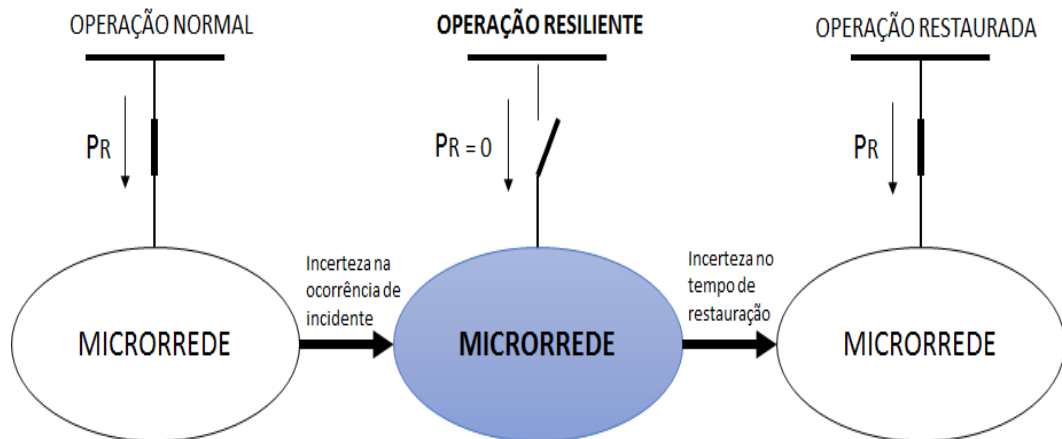 OPERAÇÃO NORMAL
OPERAÇÃO RESILIENTE
OPERAÇÃO RESTAURADA
PR
PR = 0
PR
Incerteza na
ocorrência de
incidente
Incerteza no
tempo de
restauração
MICRORREDE
MICRORREDE
MICRORREDE